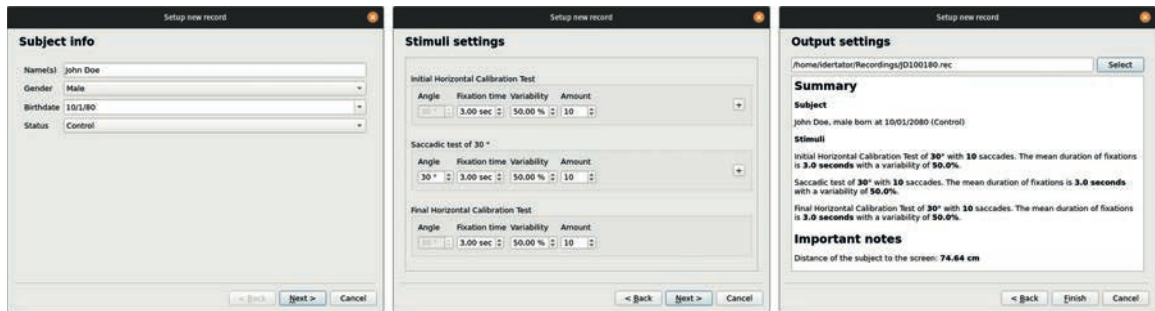 Setup new record
Subject info
Name(s) John Doe
Gender Male
Birthdate 10/1/80
Status Control
< Back Next > Cancel
Setup new record
Stimuli settings
Initial Horizontal Calibration Test
Angle Fixation time Variability Amount
3.00 sec 50.00 % 10 +
Saccadic test of 30 °
Angle Fixation time Variability Amount
30 ° 3.00 sec 50.00 % 10 +
Final Horizontal Calibration Test
Angle Fixation time Variability Amount
3.00 sec 50.00 % 10
< Back Next > Cancel
Setup new record
Output settings
/home/idertator/Recordings/JD100180.rec Select
Summary
Subject
John Doe, male born at 10/01/2080 (Control)
Stimuli
Initial Horizontal Calibration Test of 30° with 10 saccades. The mean duration of fixations
is 3.0 seconds with a variability of 50.0%.
Saccadic test of 30° with 10 saccades. The mean duration of fixations is 3.0 seconds
with a variability of 50.0%.
Final Horizontal Calibration Test of 30° with 10 saccades. The mean duration of fixations
is 3.0 seconds with a variability of 50.0%.
Important notes
Distance of the subject to the screen: 74.64 cm
< Back Finish Cancel